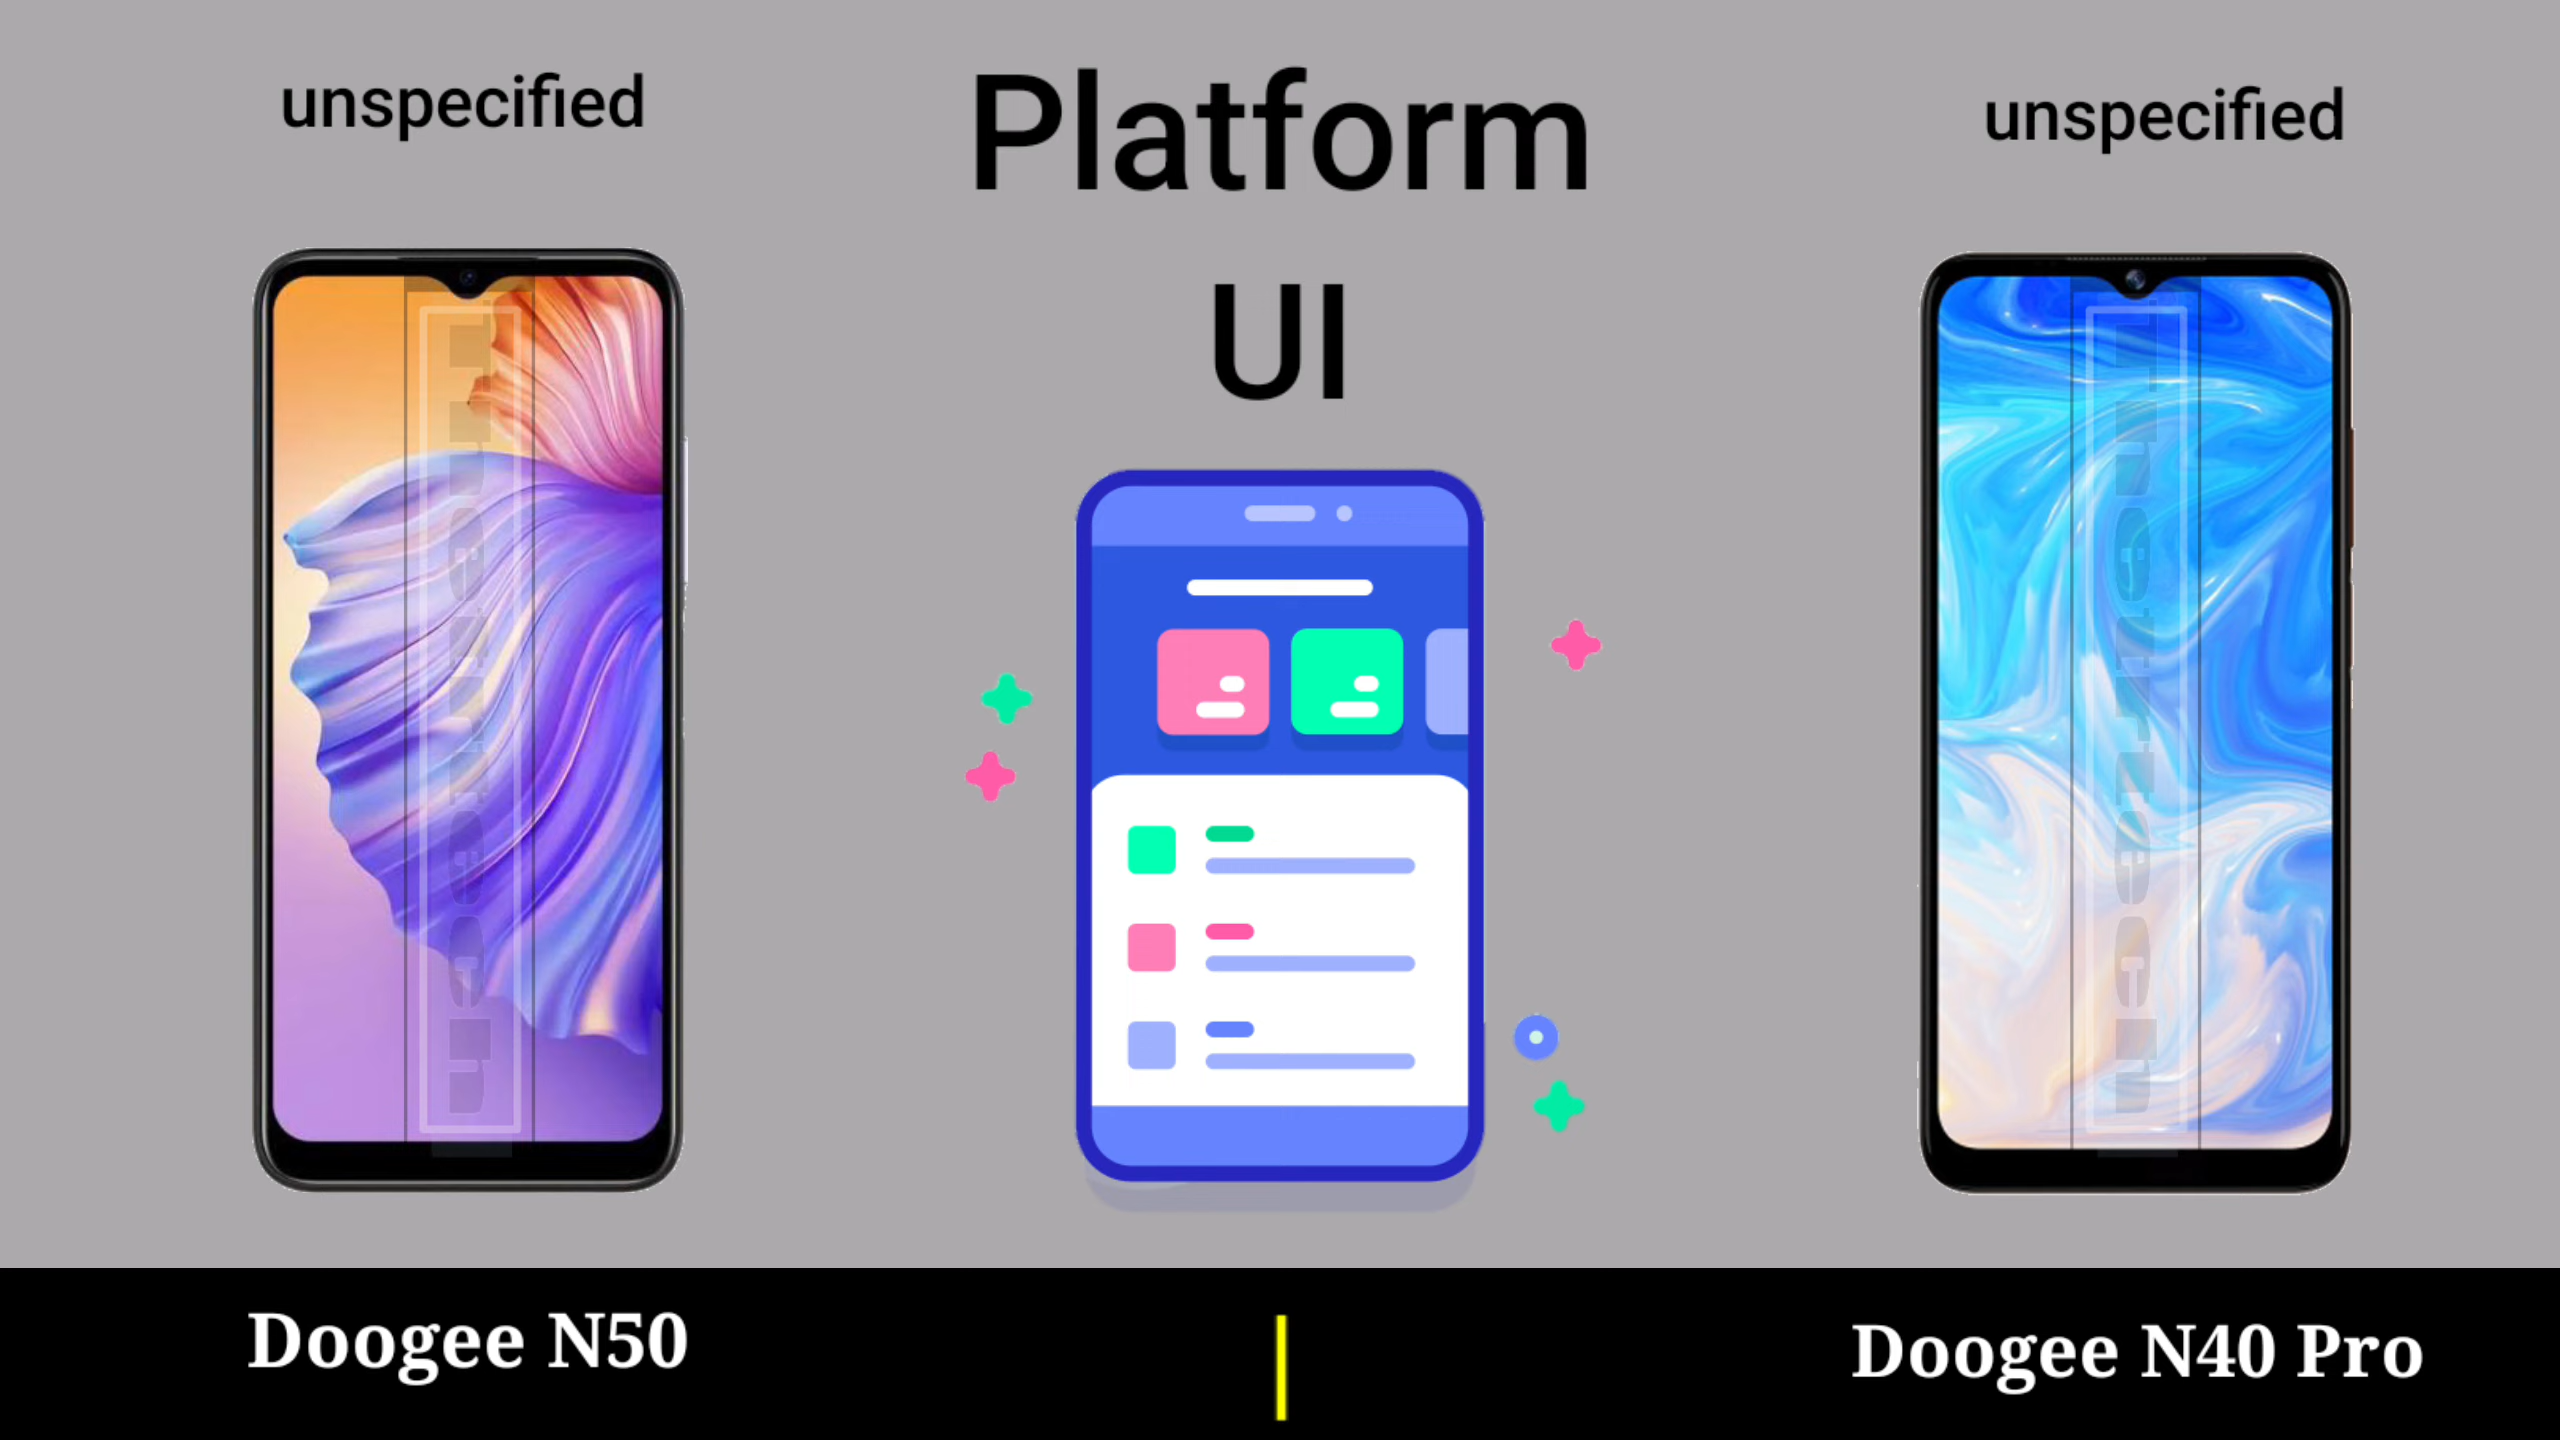 unspecified
Platform
UI
unspecified
Doogee N50
Doogee N40 Pro